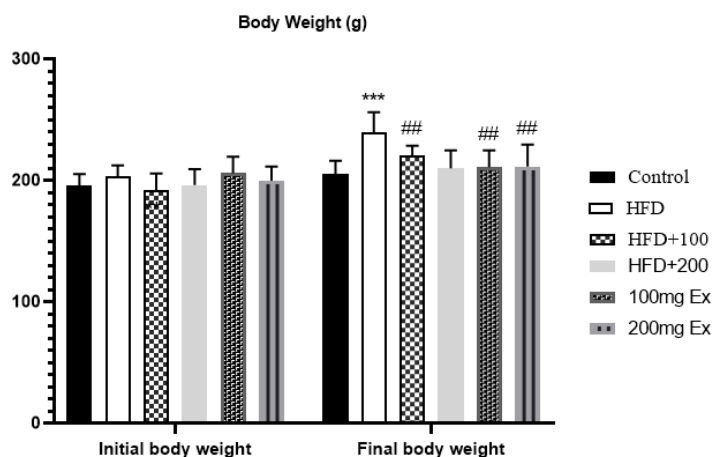 Body Weight (g)
300
200
100
0
***
##
##
##
Initial body weight
Final body weight
Control
HFD
HFD+100
HFD+200
100mg Ex
200mg Ex